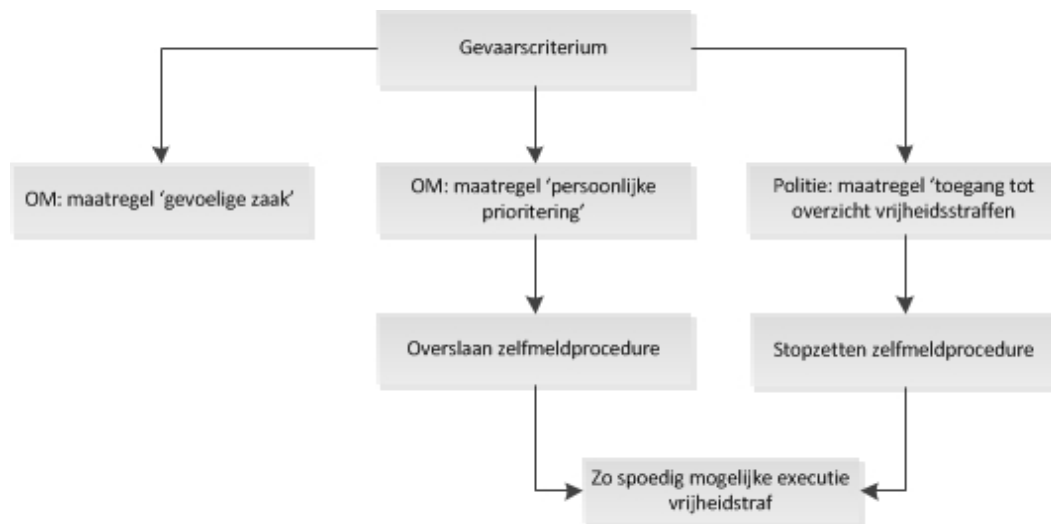 Gevaarscriterium
OM: maatregel ‘gevoelige zaak’
OM: maatregel ‘persoonlijke
prioritering’
Politie: maatregel ‘toegang tot
overzicht vrijheidsstraffen
Overslaan zelfmeldprocedure
Stopzetten zelfmeldprocedure
Zo spoedig mogelijke executie
vrijheidstraf